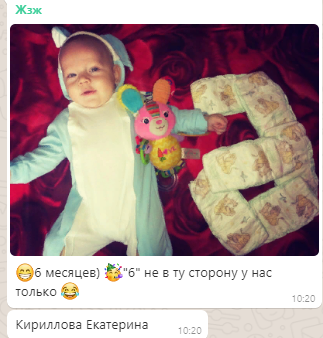 Жзж
😁6 месяцев) 🥳"6" не в ту сторону у нас
только 😂
10:20
Кириллова Екатерина
10:20